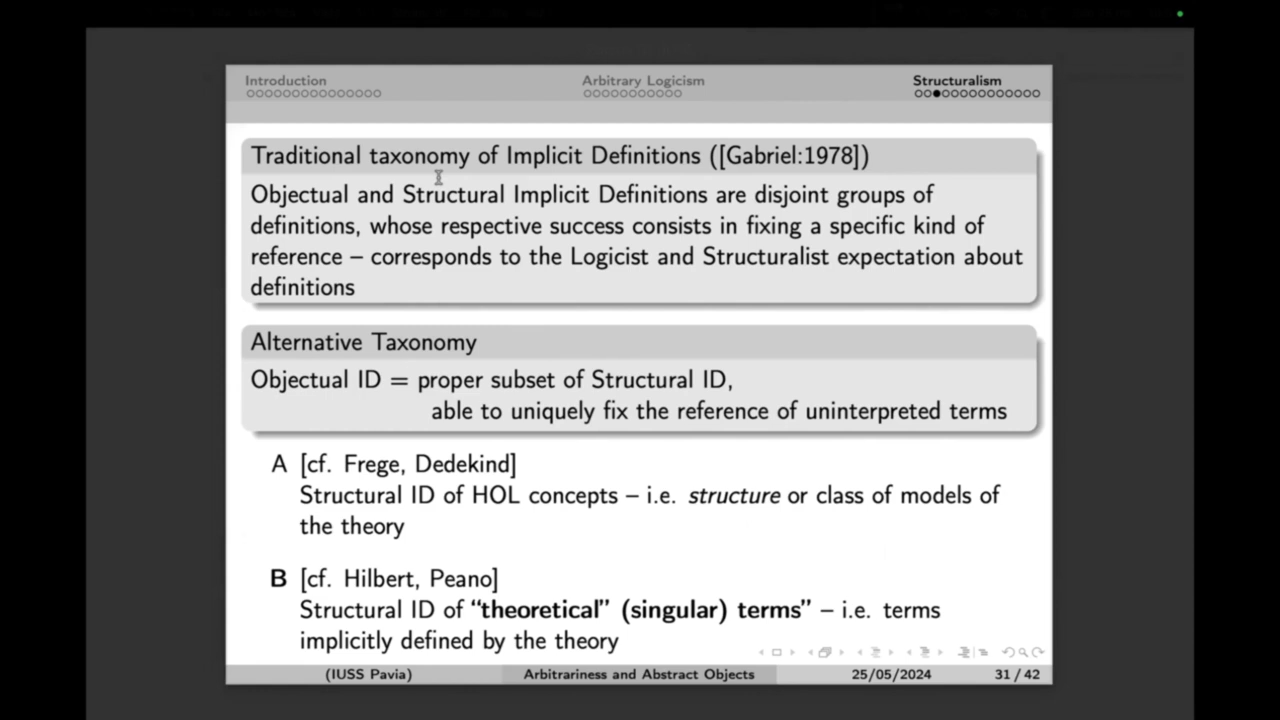 Introduction
Arbitrary Logicism
Structuralism
Traditional taxonomy of Implicit Definitions ([Gabriel:1978])
Objectual and Structural Implicit Definitions are disjoint groups of
definitions, whose respective success consists in fixing a specific kind of
reference – corresponds to the Logicist and Structuralist expectation about
definitions
Alternative Taxonomy
Objectual ID = proper subset of Structural ID,
able to uniquely fix the reference of uninterpreted terms
A [cf. Frege, Dedekind]
Structural ID of HOL concepts – i.e. structure or class of models of
the theory
B [cf. Hilbert, Peano]
Structural ID of “theoretical” (singular) terms” – i.e. terms
implicitly defined by the theory
(IUSS Pavia)
Arbitrariness and Abstract Objects
25/05/2024
31 / 42